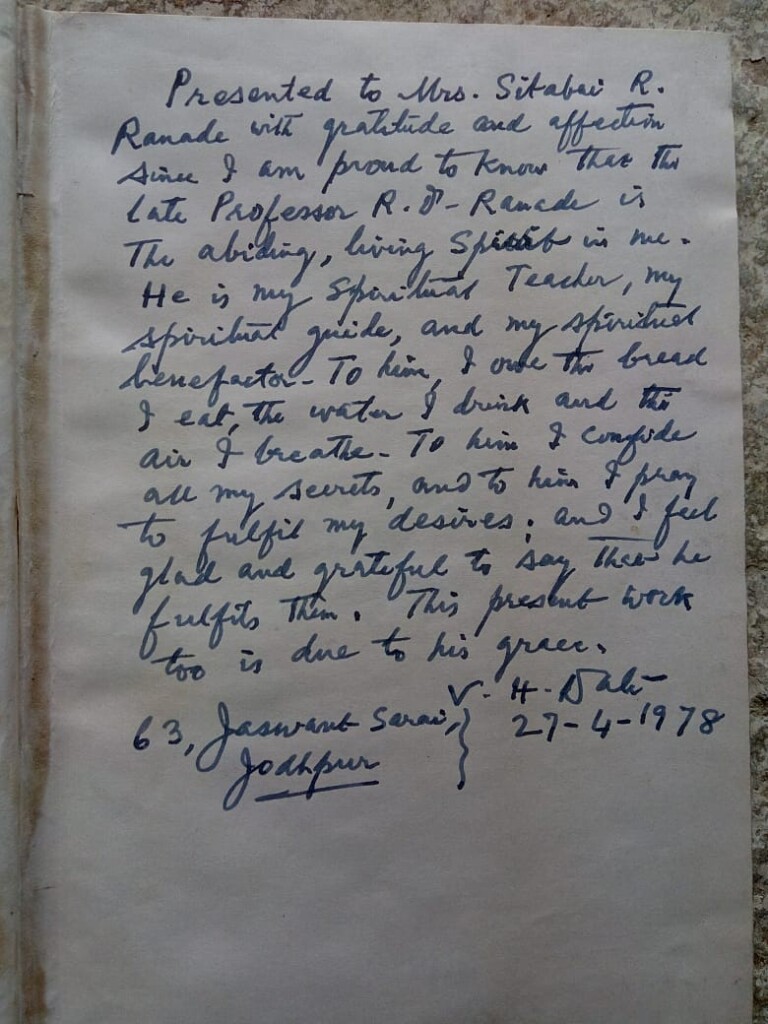 Presented to Mrs. Sitabai R.
Ranade with gratitude and affection
since I am proud to know that the
late Professor R.D- Ranade is
The abiding, living Spirit in me.
He is my Spiritual Teacher, my
spiritual guide, and my spiritual
benefactor- To him, I owe the bread
I eat, the water I drink and the
air I breathe- To him I confide
all my secrets, and to him I pray
to fulfil my desires; and I feel
glad and grateful to say that he
fulfils them. This present work
too is due to his grace.
V. H- Date
63, Jaswant Sarai, } 27-4-1978
Jodhpur